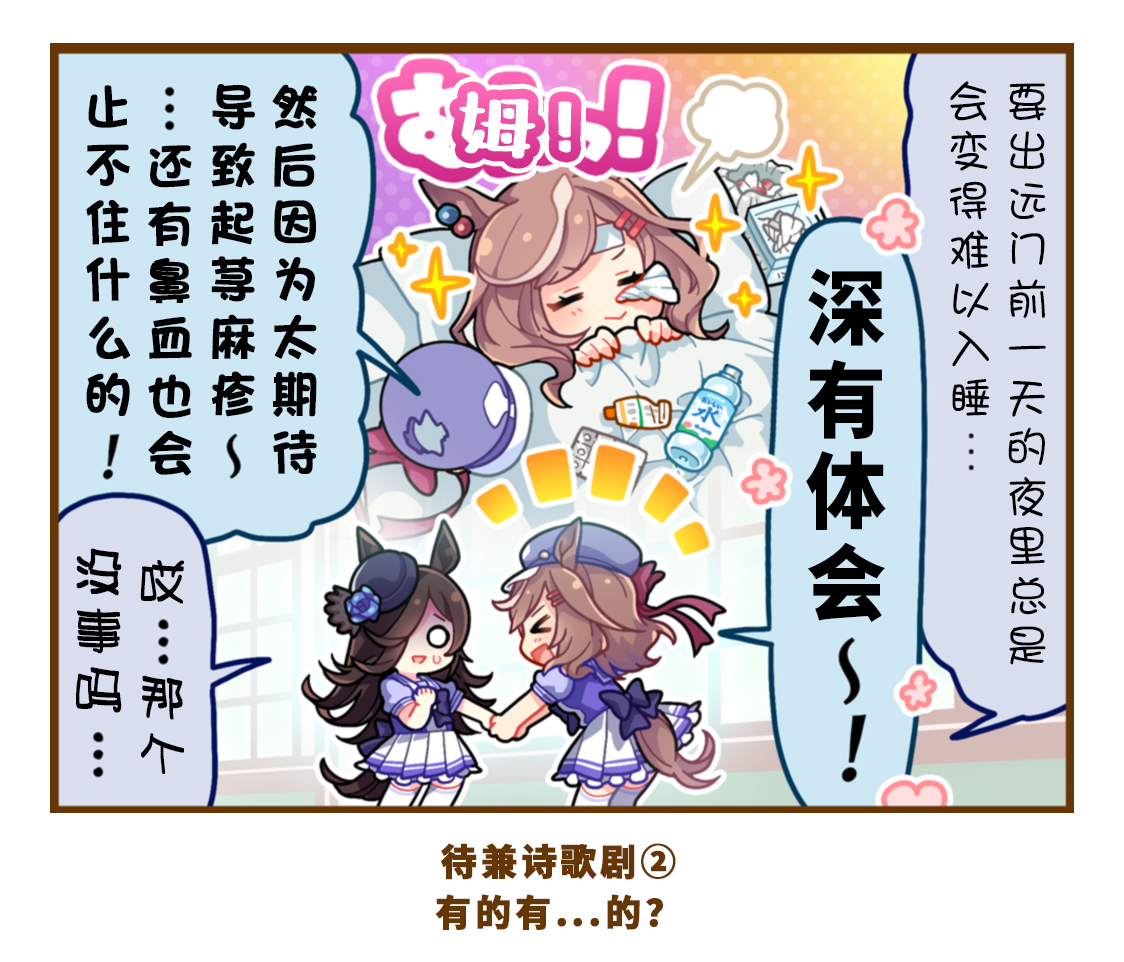 要出远门前一天的夜里总是
会变得难以入睡…
深有体会～！
姆！
然后因为太期待
导致起荨麻疹～
…还有鼻血也会
止不住什么的！
水
哎…那个
没事吗…
待兼诗歌剧②
有的有...的?